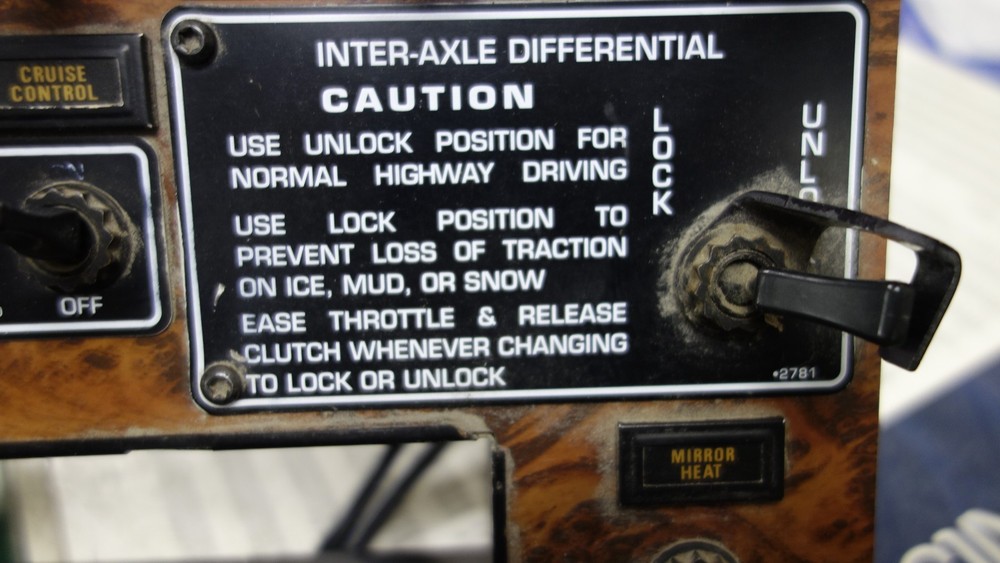 INTER-AXLE DIFFERENTIAL
CAUTION
USE UNLOCK POSITION FOR
NORMAL HIGHWAY DRIVING
USE LOCK POSITION TO
PREVENT LOSS OF TRACTION
ON ICE, MUD, OR SNOW
EASE THROTTLE & RELEASE
CLUTCH WHENEVER CHANGING
TO LOCK OR UNLOCK
LOCK
•2781
CRUISE
CONTROL
OFF
MIRROR
HEAT